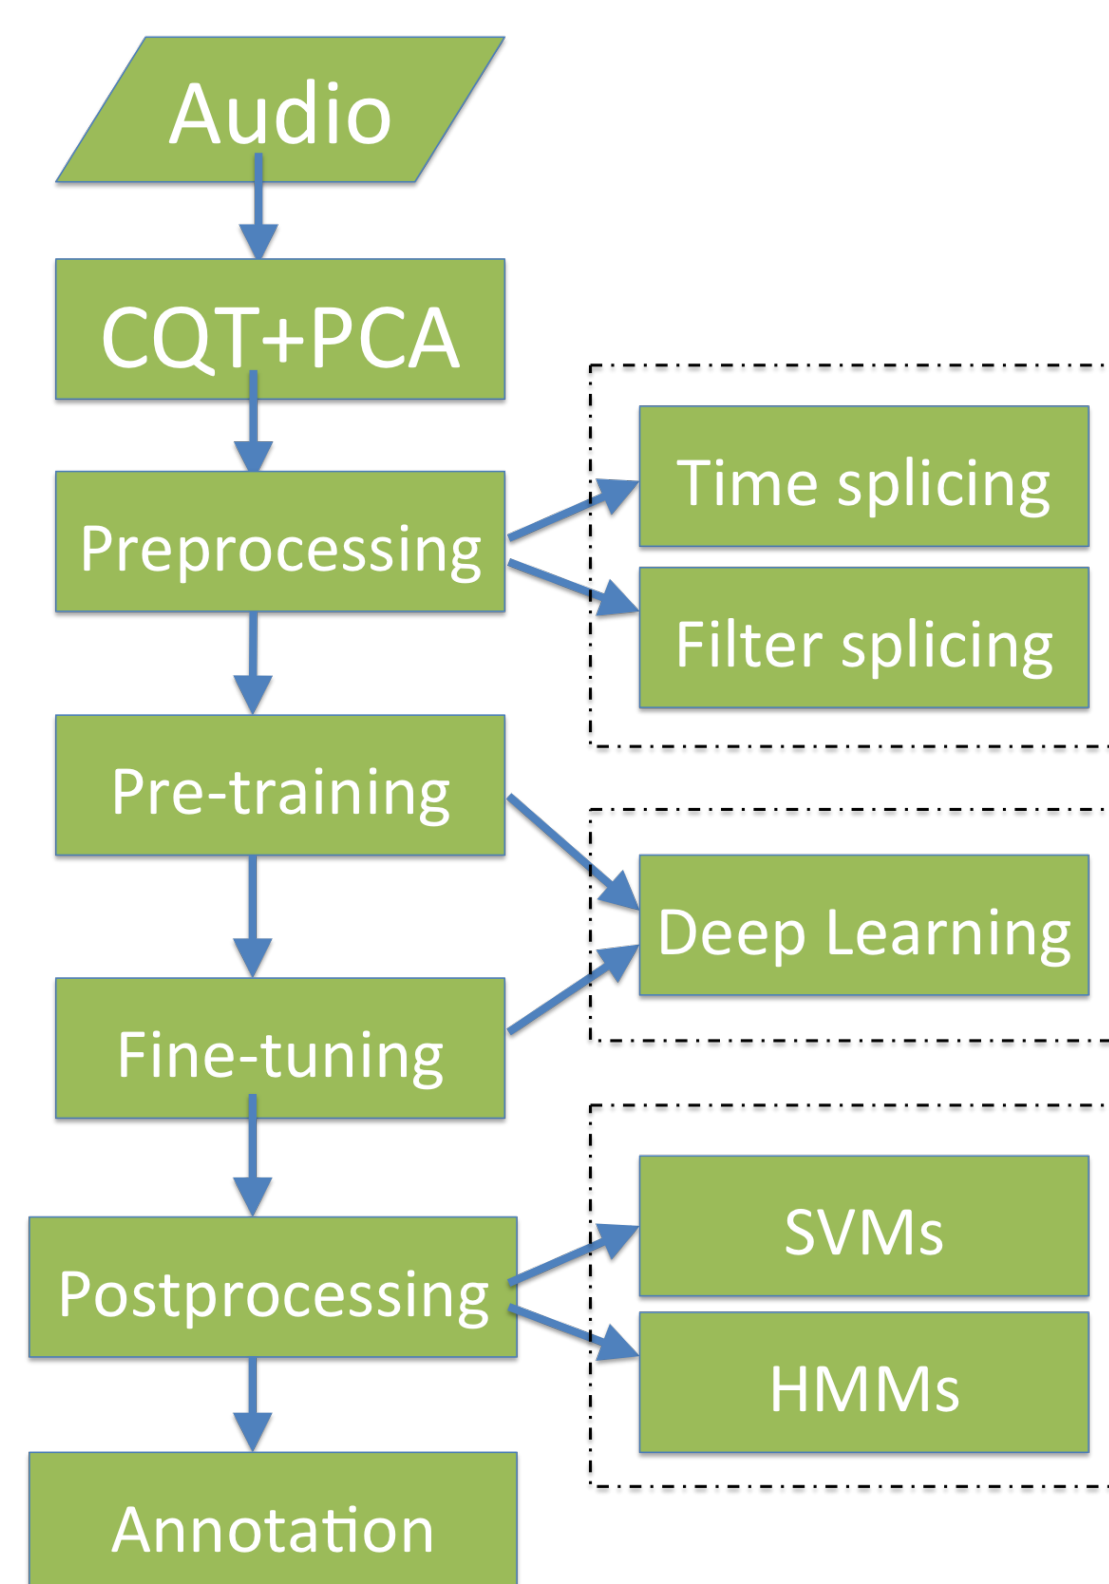 Audio
CQT+PCA
Preprocessing
Time splicing
Filter splicing
Pre-training
Deep Learning
Fine-tuning
Postprocessing
SVMs
HMMs
Annotation